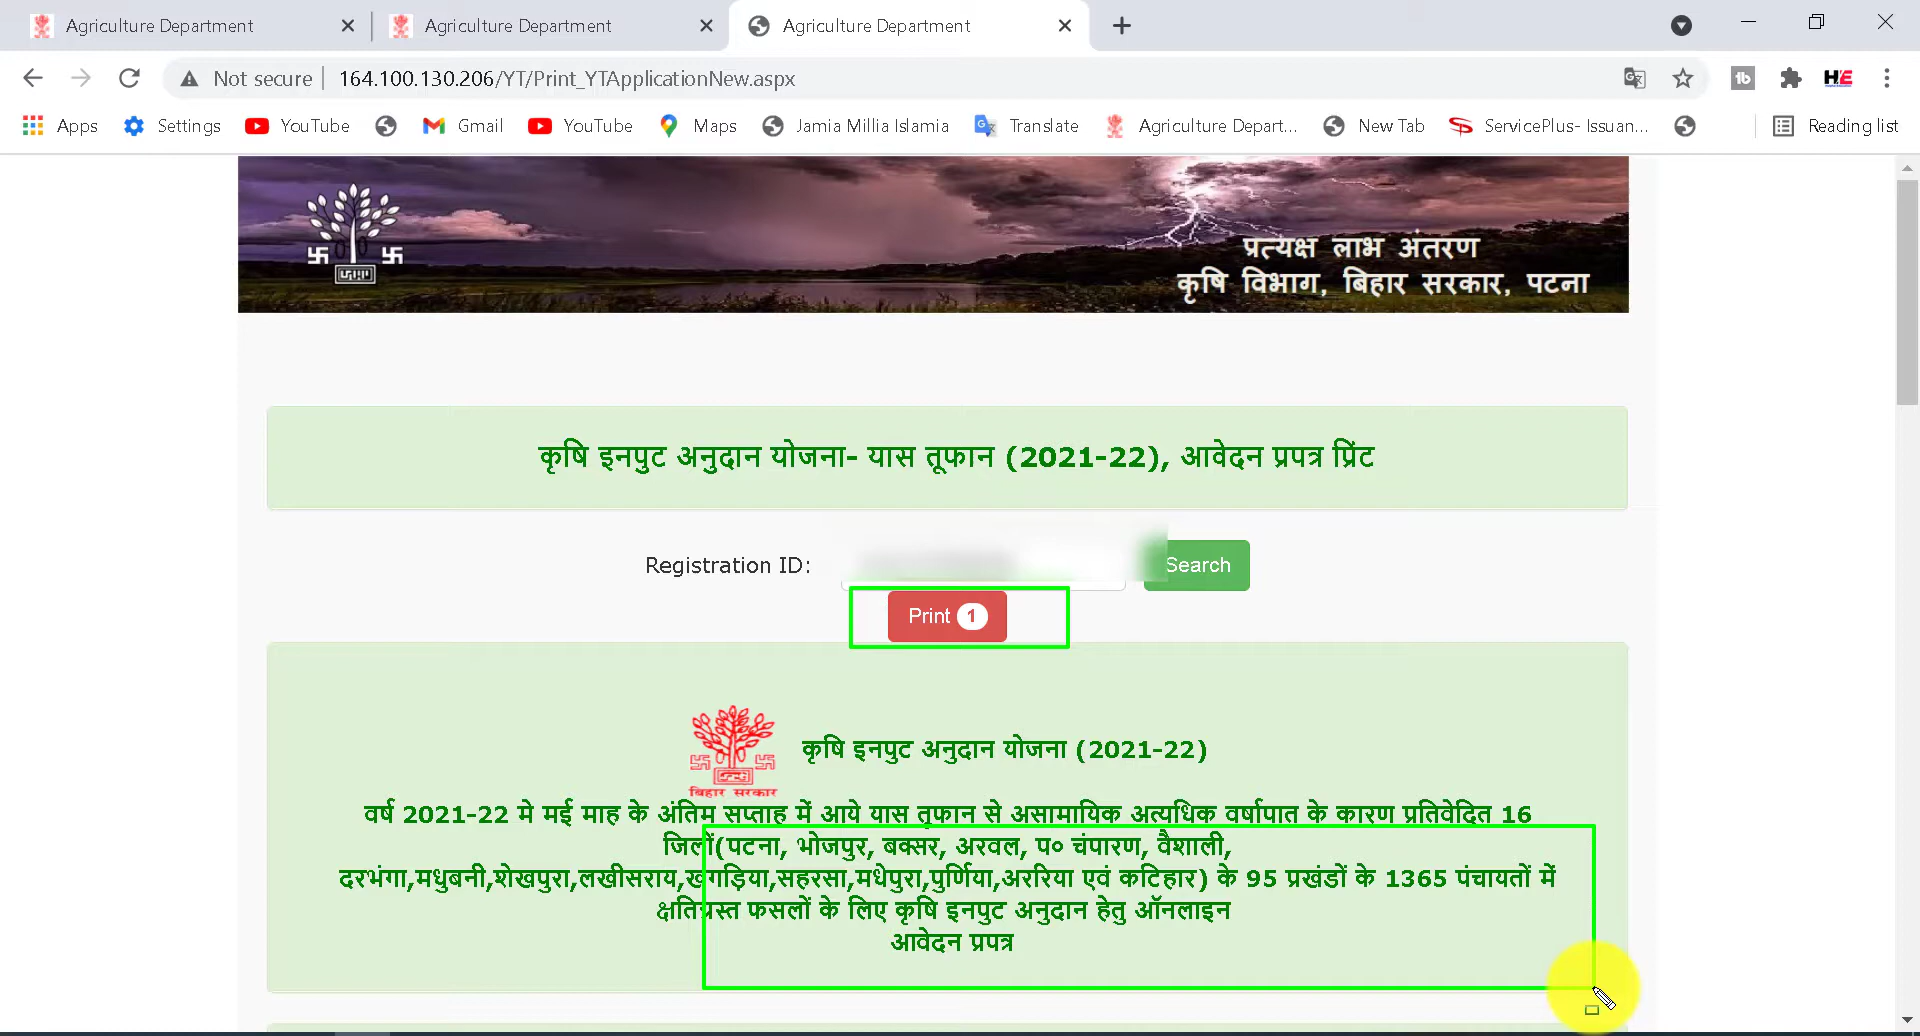 Agriculture Department
Agriculture Department
Agriculture Department
Not secure 164.100.130.206/YT/Print_YTApplicationNew.aspx
Apps Settings YouTube Gmail YouTube Maps Jamia Millia Islamia Translate Agriculture Depart... New Tab ServicePlus- Issuan... Reading list
प्रत्यक्ष लाभ अंतरण
कृषि विभाग, बिहार सरकार, पटना
कृषि इनपुट अनुदान योजना- यास तूफान (2021-22), आवेदन प्रपत्र प्रिंट
Registration ID: Search
Print 1
बिहार सरकार
कृषि इनपुट अनुदान योजना (2021-22)
वर्ष 2021-22 मे मई माह के अंतिम सप्ताह में आये यास तूफान से असामायिक अत्यधिक वर्षापात के कारण प्रतिवेदित 16
जिलों(पटना, भोजपुर, बक्सर, अरवल, प० चंपारण, वैशाली,
दरभंगा,मधुबनी,शेखपुरा,लखीसराय,खगड़िया,सहरसा,मधेपुरा,पुर्णिया,अररिया एवं कटिहार) के 95 प्रखंडों के 1365 पंचायतों में
क्षतिग्रस्त फसलों के लिए कृषि इनपुट अनुदान हेतु ऑनलाइन
आवेदन प्रपत्र